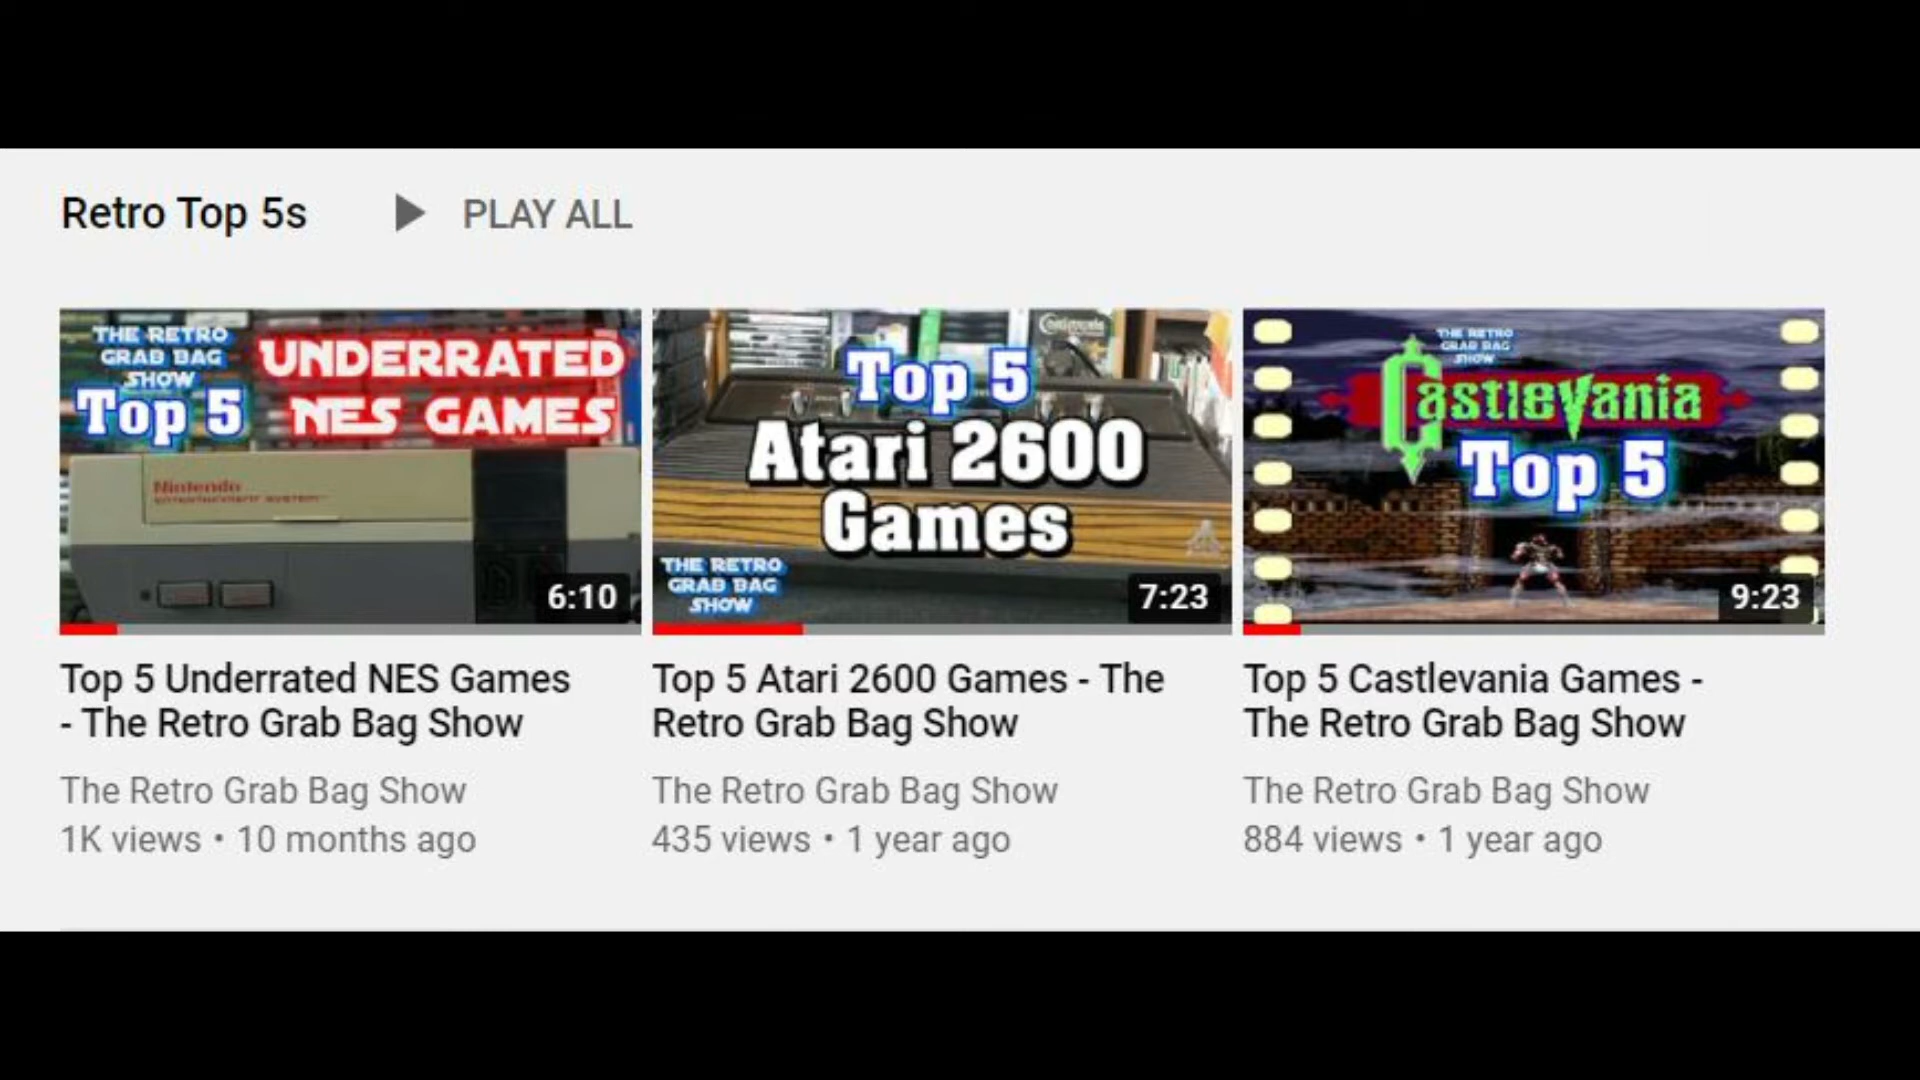 Retro Top 5s
PLAY ALL
THE RETRO
GRAB BAG
SHOW
Top 5
UNDERRATED
NES GAMES
Nintendo
ENTERTAINMENT SYSTEM
6:10
Top 5
Atari 2600
Games
THE RETRO
GRAB BAG
SHOW
7:23
THE RETRO
GRAB BAG
SHOW
Castlevania
Top 5
9:23
Top 5 Underrated NES Games
- The Retro Grab Bag Show
The Retro Grab Bag Show
1K views • 10 months ago
Top 5 Atari 2600 Games - The
Retro Grab Bag Show
The Retro Grab Bag Show
435 views • 1 year ago
Top 5 Castlevania Games -
The Retro Grab Bag Show
The Retro Grab Bag Show
884 views • 1 year ago